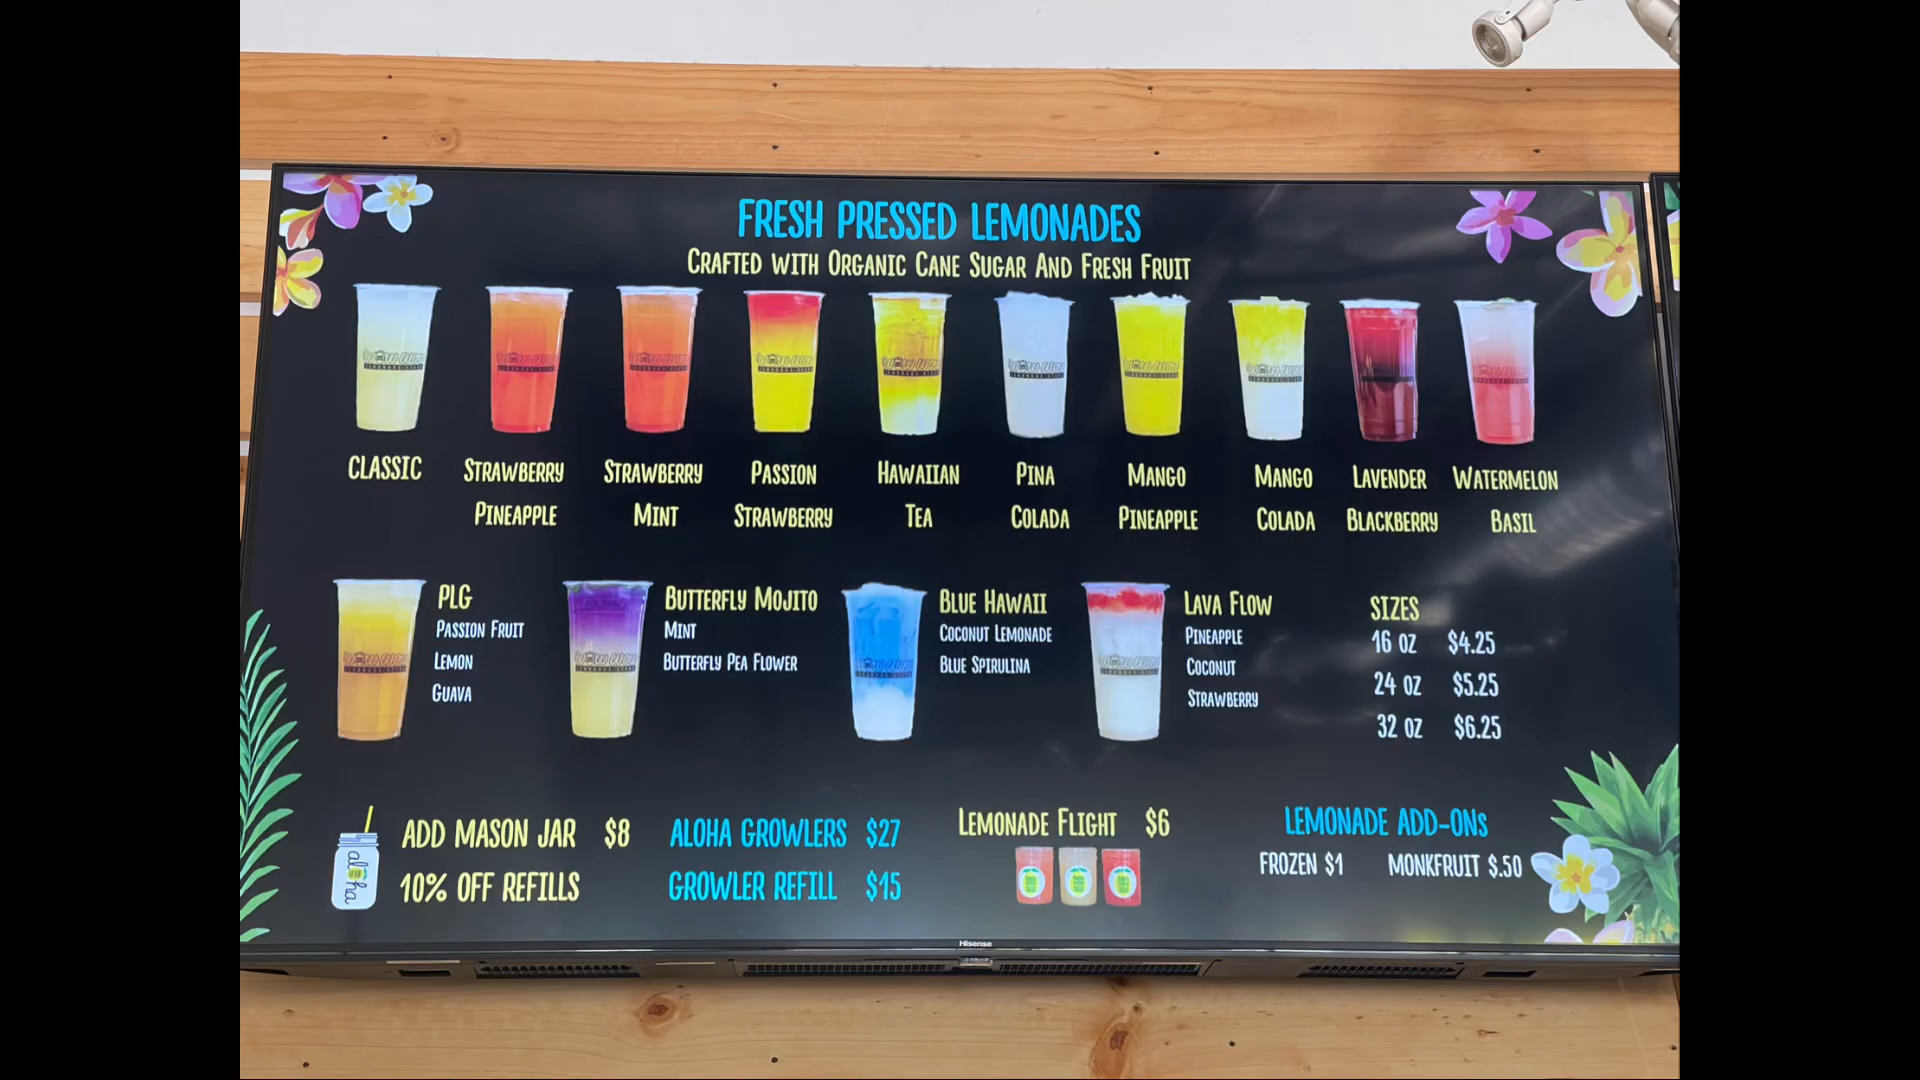 FRESH PRESSED LEMONADES
CRAFTED WITH ORGANIC CANE SUGAR AND FRESH FRUIT
CLASSIC
STRAWBERRY
PINEAPPLE
STRAWBERRY
MINT
PASSION
STRAWBERRY
HAWAIIAN
TEA
PINA
COLADA
MANGO
PINEAPPLE
MANGO
COLADA
LAVENDER
BLACKBERRY
WATERMELON
BASIL
PLG
PASSION FRUIT
LEMON
GUAVA
BUTTERFLY MOJITO
MINT
BUTTERFLY PEA FLOWER
BLUE HAWAII
COCONUT LEMONADE
BLUE SPIRULINA
LAVA FLOW
PINEAPPLE
COCONUT
STRAWBERRY
SIZES
16 OZ $4.25
24 OZ $5.25
32 OZ $6.25
aloha
ADD MASON JAR $8
10% OFF REFILLS
ALOHA GROWLERS $27
GROWLER REFILL $15
LEMONADE FLIGHT $6
LEMONADE ADD-ONs
FROZEN $1 MONKFRUIT $.50
Hisense